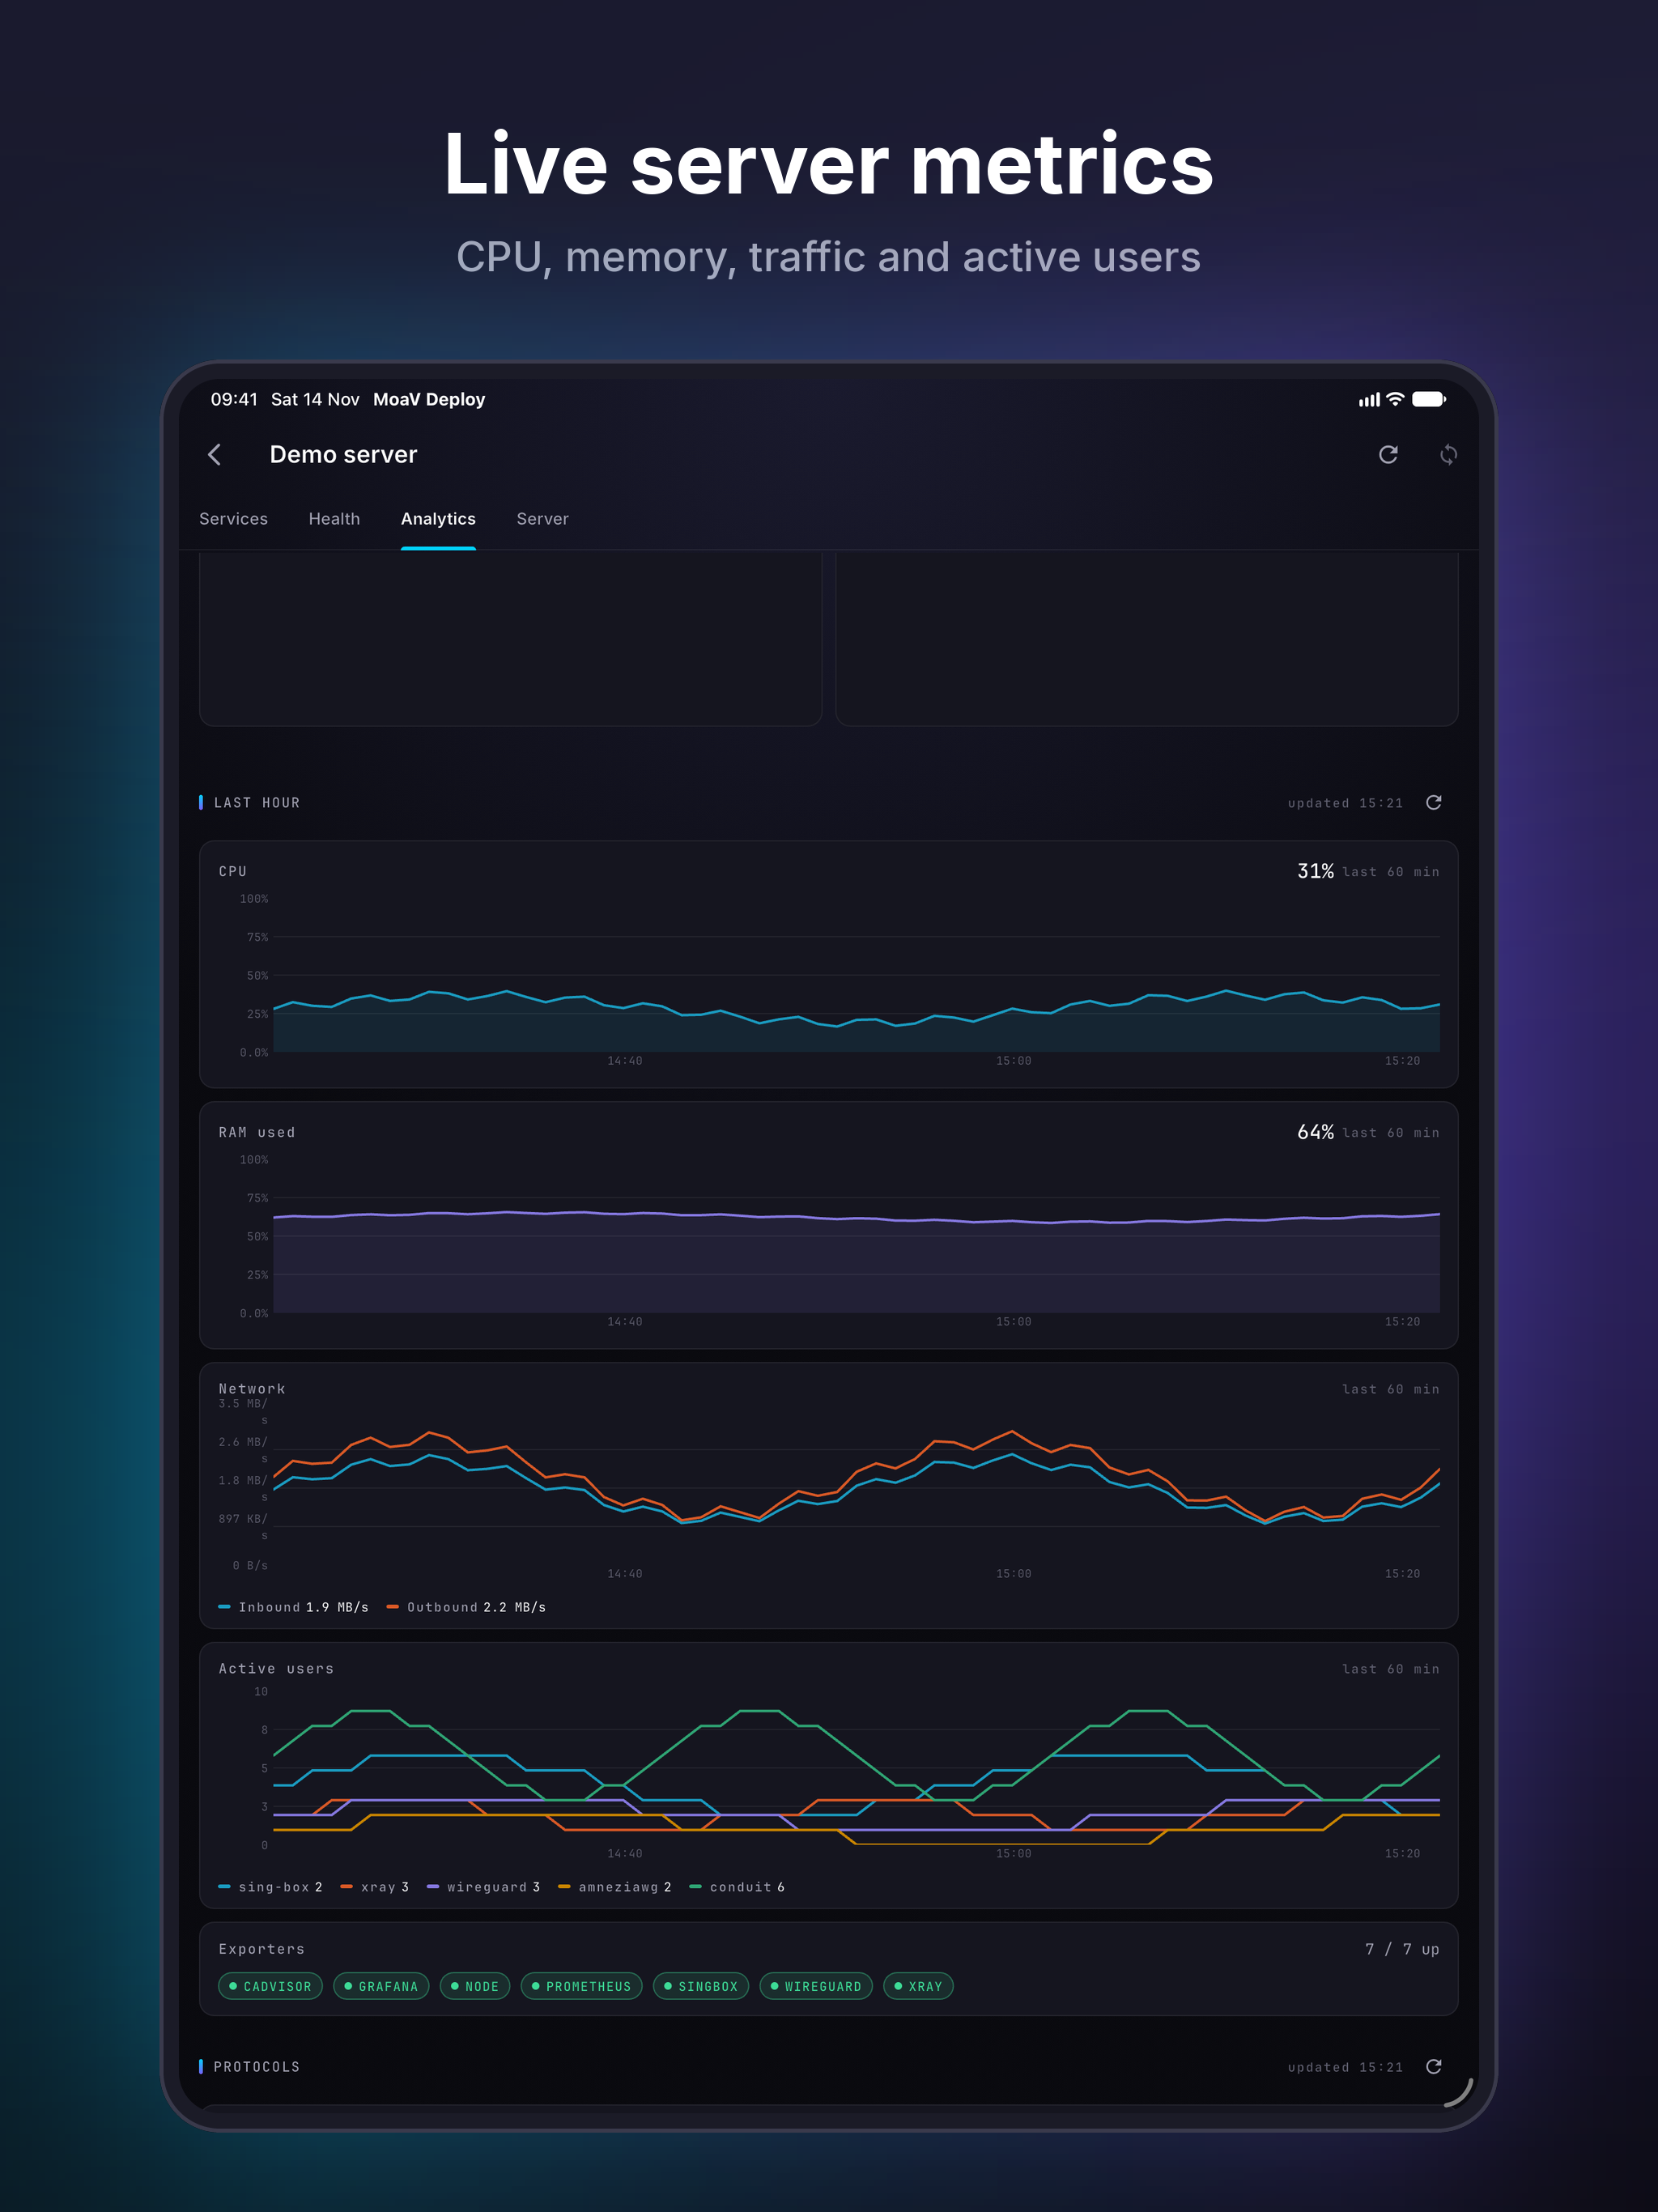 Live server metrics
CPU, memory, traffic and active users
09:41 Sat 14 Nov MoaV Deploy
Demo server
Services Health Analytics Server
LAST HOUR updated 15:21
CPU 31% last 60 min
100%
75%
50%
25%
0.0%
14:40 15:00 15:20
RAM used 64% last 60 min
100%
75%
50%
25%
0.0%
14:40 15:00 15:20
Network last 60 min
3.5 MB/
s
2.6 MB/
s
1.8 MB/
s
897 KB/
s
0 B/s
14:40 15:00 15:20
Inbound 1.9 MB/s Outbound 2.2 MB/s
Active users last 60 min
10
8
5
3
0
14:40 15:00 15:20
sing-box 2 xray 3 wireguard 3 amneziawg 2 conduit 6
Exporters 7 / 7 up
CADVISOR GRAFANA NODE PROMETHEUS SINGBOX WIREGUARD XRAY
PROTOCOLS updated 15:21